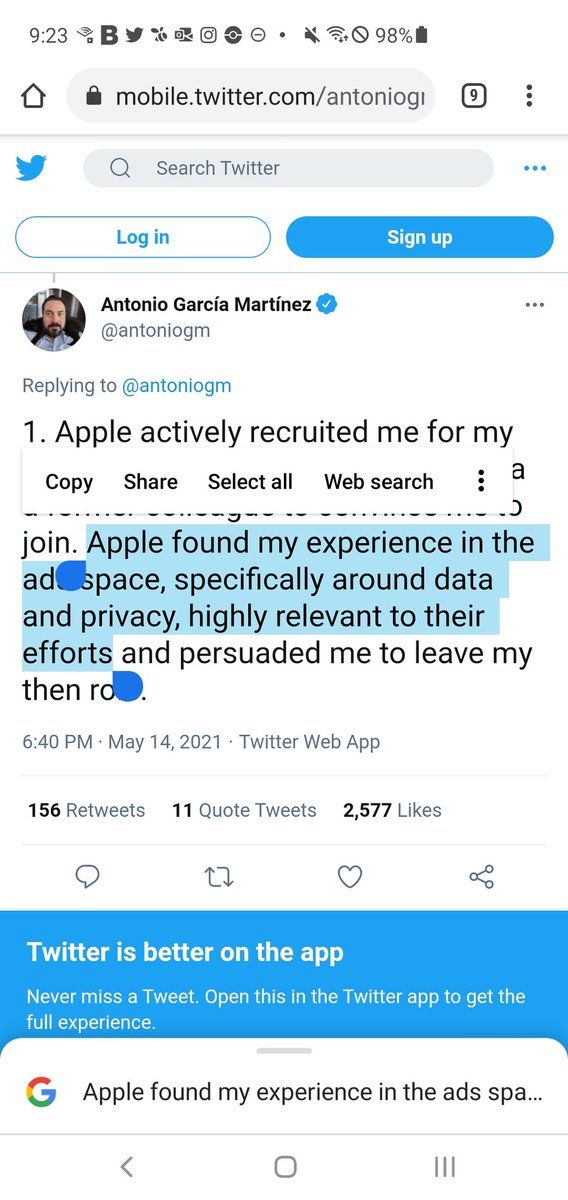 9:23 98%
mobile.twitter.com/antoniogr
9
Search Twitter
Log in
Sign up
Antonio García Martínez
@antoniogm
Replying to @antoniogm
1. Apple actively recruited me for my
Copy Share Select all Web search
a
join. Apple found my experience in the
ads space, specifically around data
and privacy, highly relevant to their
efforts and persuaded me to leave my
then
6:40 PM · May 14, 2021 · Twitter Web App
156 Retweets 11 Quote Tweets 2,577 Likes
Twitter is better on the app
Never miss a Tweet. Open this in the Twitter app to get the
full experience.
Apple found my experience in the ads spa...